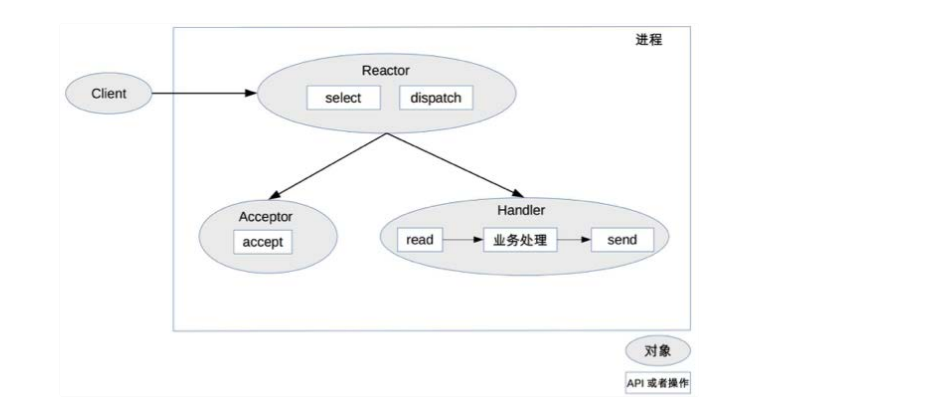 进程
Reactor
Client
select
dispatch
Acceptor
Handler
accept
read
业务处理
send
对象
API 或者操作